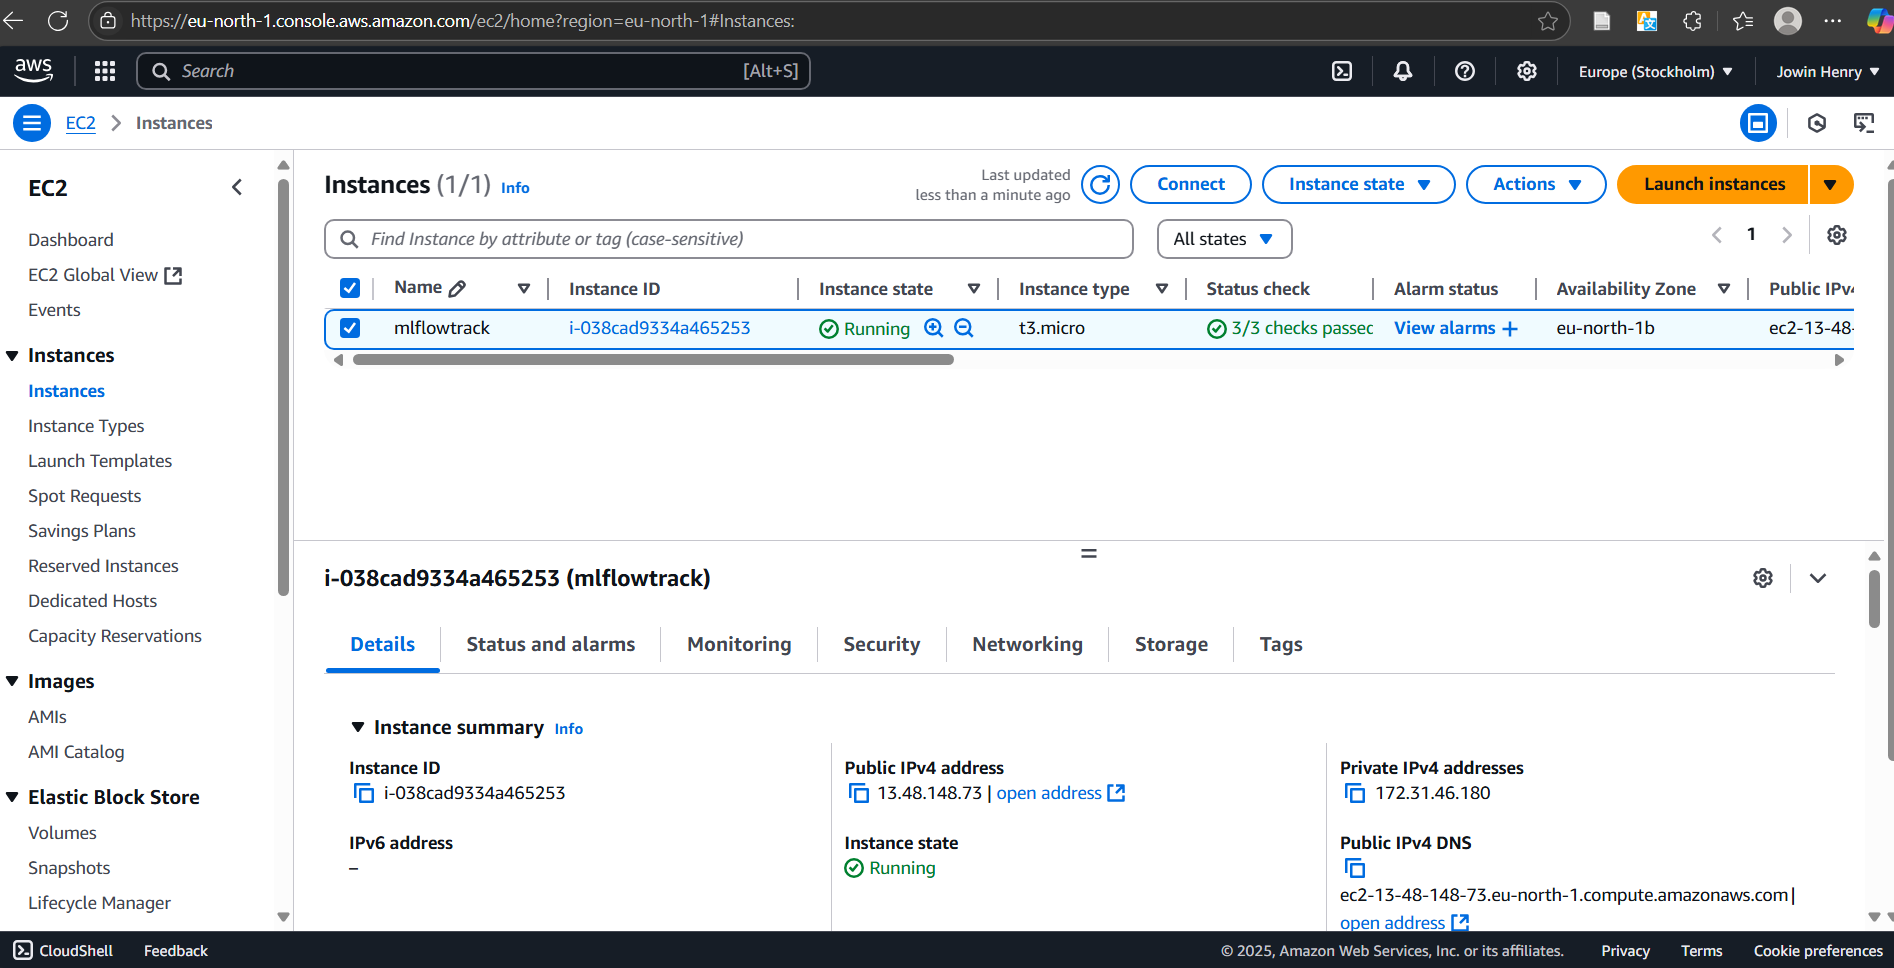 https://eu-north-1.console.aws.amazon.com/ec2/home?region=eu-north-1#Instances:
aws
Search [Alt+S]
Europe (Stockholm) Jowin Henry
EC2 Instances
EC2
Dashboard
EC2 Global View
Events
Instances
Instances
Instance Types
Launch Templates
Spot Requests
Savings Plans
Reserved Instances
Dedicated Hosts
Capacity Reservations
Images
AMIs
AMI Catalog
Elastic Block Store
Volumes
Snapshots
Lifecycle Manager
Instances (1/1) Info
Last updated
less than a minute ago
Connect Instance state Actions Launch instances
Find Instance by attribute or tag (case-sensitive) All states 1
Name Instance ID Instance state Instance type Status check Alarm status Availability Zone Public IPv4
mlflowtrack i-038cad9334a465253 Running t3.micro 3/3 checks passed View alarms + eu-north-1b ec2-13-48-
i-038cad9334a465253 (mlflowtrack)
Details Status and alarms Monitoring Security Networking Storage Tags
Instance summary Info
Instance ID
i-038cad9334a465253
IPv6 address
–
Public IPv4 address
13.48.148.73 | open address
Instance state
Running
Private IPv4 addresses
172.31.46.180
Public IPv4 DNS
ec2-13-48-148-73.eu-north-1.compute.amazonaws.com |
open address
CloudShell Feedback © 2025, Amazon Web Services, Inc. or its affiliates. Privacy Terms Cookie preferences